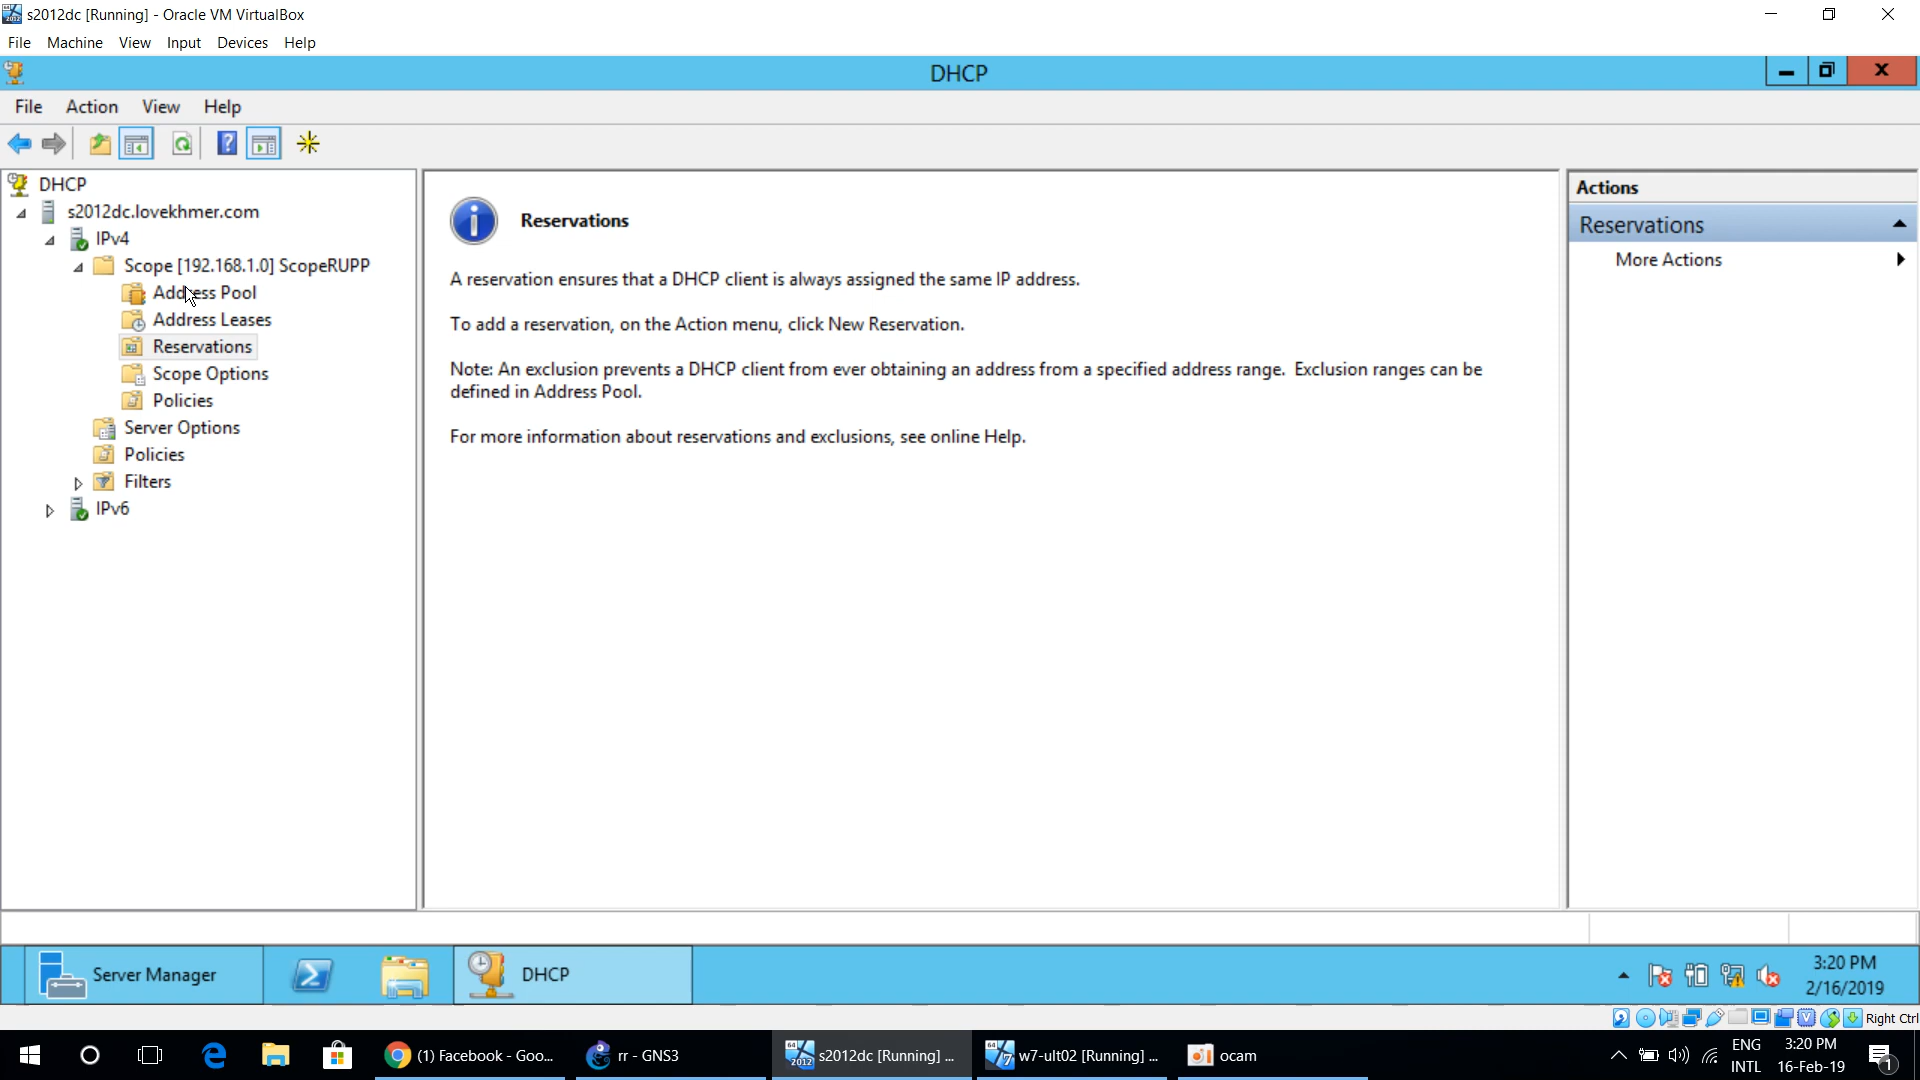 s2012dc [Running] - Oracle VM VirtualBox
File Machine View Input Devices Help
DHCP
File Action View Help
DHCP
s2012dc.lovekhmer.com
IPv4
Scope [192.168.1.0] ScopeRUPP
Address Pool
Address Leases
Reservations
Scope Options
Policies
Server Options
Policies
Filters
IPv6
Reservations
A reservation ensures that a DHCP client is always assigned the same IP address.
To add a reservation, on the Action menu, click New Reservation.
Note: An exclusion prevents a DHCP client from ever obtaining an address from a specified address range. Exclusion ranges can be
defined in Address Pool.
For more information about reservations and exclusions, see online Help.
Actions
Reservations
More Actions
Server Manager
DHCP
3:20 PM
2/16/2019
Right Ctrl
(1) Facebook - Goo...
rr - GNS3
s2012dc [Running] ...
w7-ult02 [Running] ...
ocam
ENG
INTL
3:20 PM
16-Feb-19
1